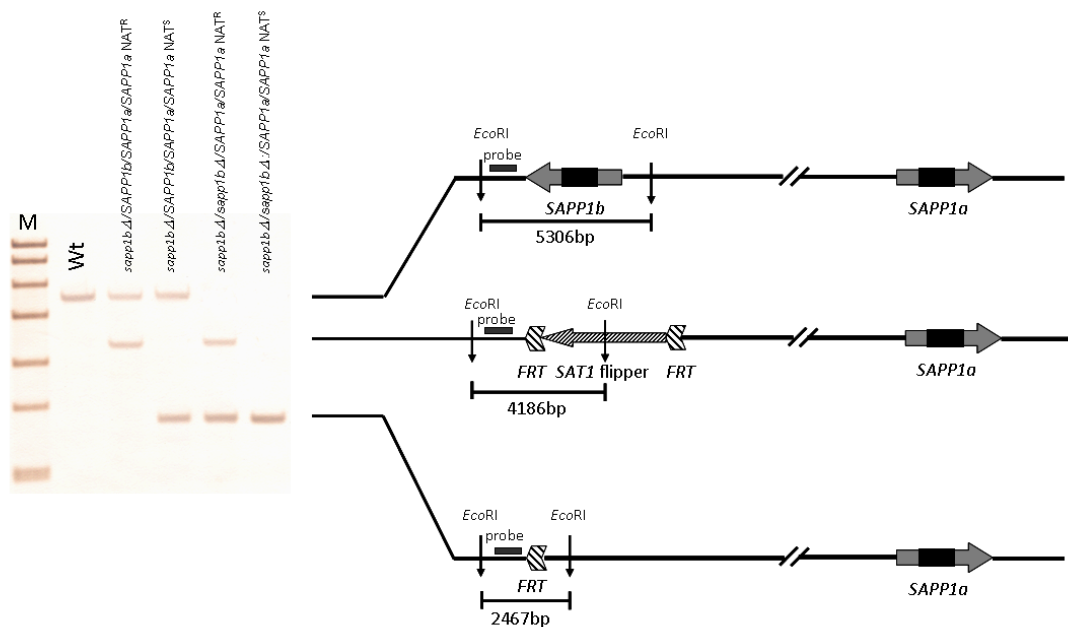 M
Wt
sapp1bΔ/SAPP1b/SAPP1a/SAPP1a NATᴿ
sapp1bΔ/SAPP1b/SAPP1a/SAPP1a NATˢ
sapp1bΔ/sapp1bΔ/SAPP1a/SAPP1a NATᴿ
sapp1bΔ/sapp1bΔ:/SAPP1a/SAPP1a NATˢ
EcoRI
EcoRI
probe
SAPP1b
SAPP1a
5306bp
EcoRI
EcoRI
probe
FRT
SAT1 flipper
FRT
SAPP1a
4186bp
EcoRI
EcoRI
probe
FRT
SAPP1a
2467bp